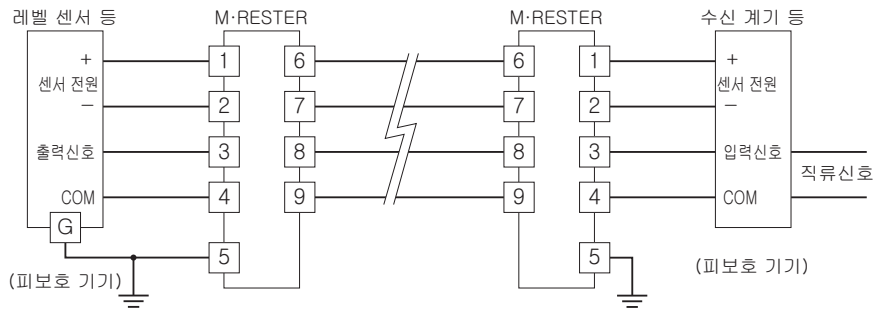 레벨 센서 등
M·RESTER
M·RESTER
수신 계기 등
+
1
6
6
1
+
센서 전원
센서 전원
−
2
7
7
2
−
출력신호
3
8
8
3
입력신호
직류신호
COM
4
9
9
4
COM
G
5
5
(피보호 기기)
(피보호 기기)